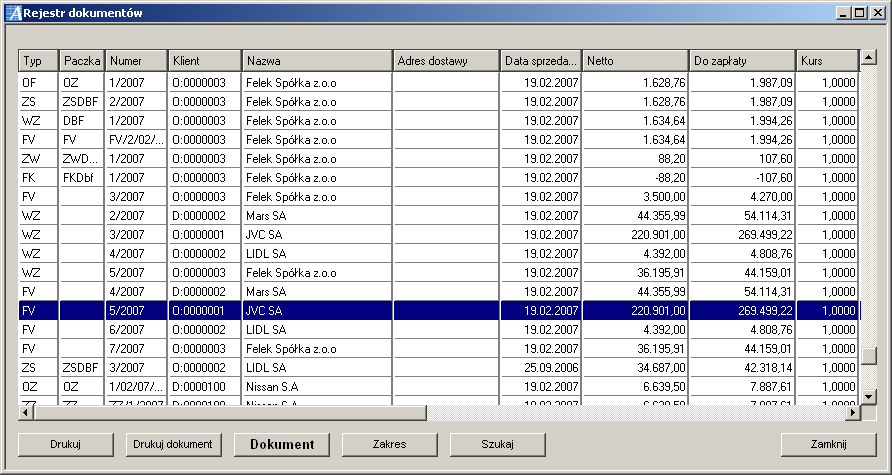 Rejestr dokumentów
Typ Paczka Numer Klient Nazwa Adres dostawy Data sprzeda... Netto Do zapłaty Kurs
OF OZ 1/2007 O:0000003 Felek Spółka z.o.o 19.02.2007 1.628,76 1.987,09 1,0000
ZS ZSDBF 2/2007 O:0000003 Felek Spółka z.o.o 19.02.2007 1.628,76 1.987,09 1,0000
WZ DBF 1/2007 O:0000003 Felek Spółka z.o.o 19.02.2007 1.634,64 1.994,26 1,0000
FV FV FV/2/02/... O:0000003 Felek Spółka z.o.o 19.02.2007 1.634,64 1.994,26 1,0000
ZW ZWD... 1/2007 O:0000003 Felek Spółka z.o.o 19.02.2007 88,20 107,60 1,0000
FK FKDbf 1/2007 O:0000003 Felek Spółka z.o.o 19.02.2007 -88,20 -107,60 1,0000
FV 3/2007 O:0000003 Felek Spółka z.o.o 19.02.2007 3.500,00 4.270,00 1,0000
WZ 2/2007 D:0000002 Mars SA 19.02.2007 44.355,99 54.114,31 1,0000
WZ 3/2007 O:0000001 JVC SA 19.02.2007 220.901,00 269.499,22 1,0000
WZ 4/2007 O:0000002 LIDL SA 19.02.2007 4.392,00 4.808,76 1,0000
WZ 5/2007 O:0000003 Felek Spółka z.o.o 19.02.2007 36.195,91 44.159,01 1,0000
FV 4/2007 D:0000002 Mars SA 19.02.2007 44.355,99 54.114,31 1,0000
FV 5/2007 O:0000001 JVC SA 19.02.2007 220.901,00 269.499,22 1,0000
FV 6/2007 O:0000002 LIDL SA 19.02.2007 4.392,00 4.808,76 1,0000
FV 7/2007 O:0000003 Felek Spółka z.o.o 19.02.2007 36.195,91 44.159,01 1,0000
ZS ZSDBF 3/2007 O:0000002 LIDL SA 25.09.2006 34.687,00 42.318,14 1,0000
OZ OZ 1/02/07/... D:0000100 Nissan S.A 19.02.2007 6.639,50 7.887,61 1,0000
Drukuj Drukuj dokument Dokument Zakres Szukaj Zamknij